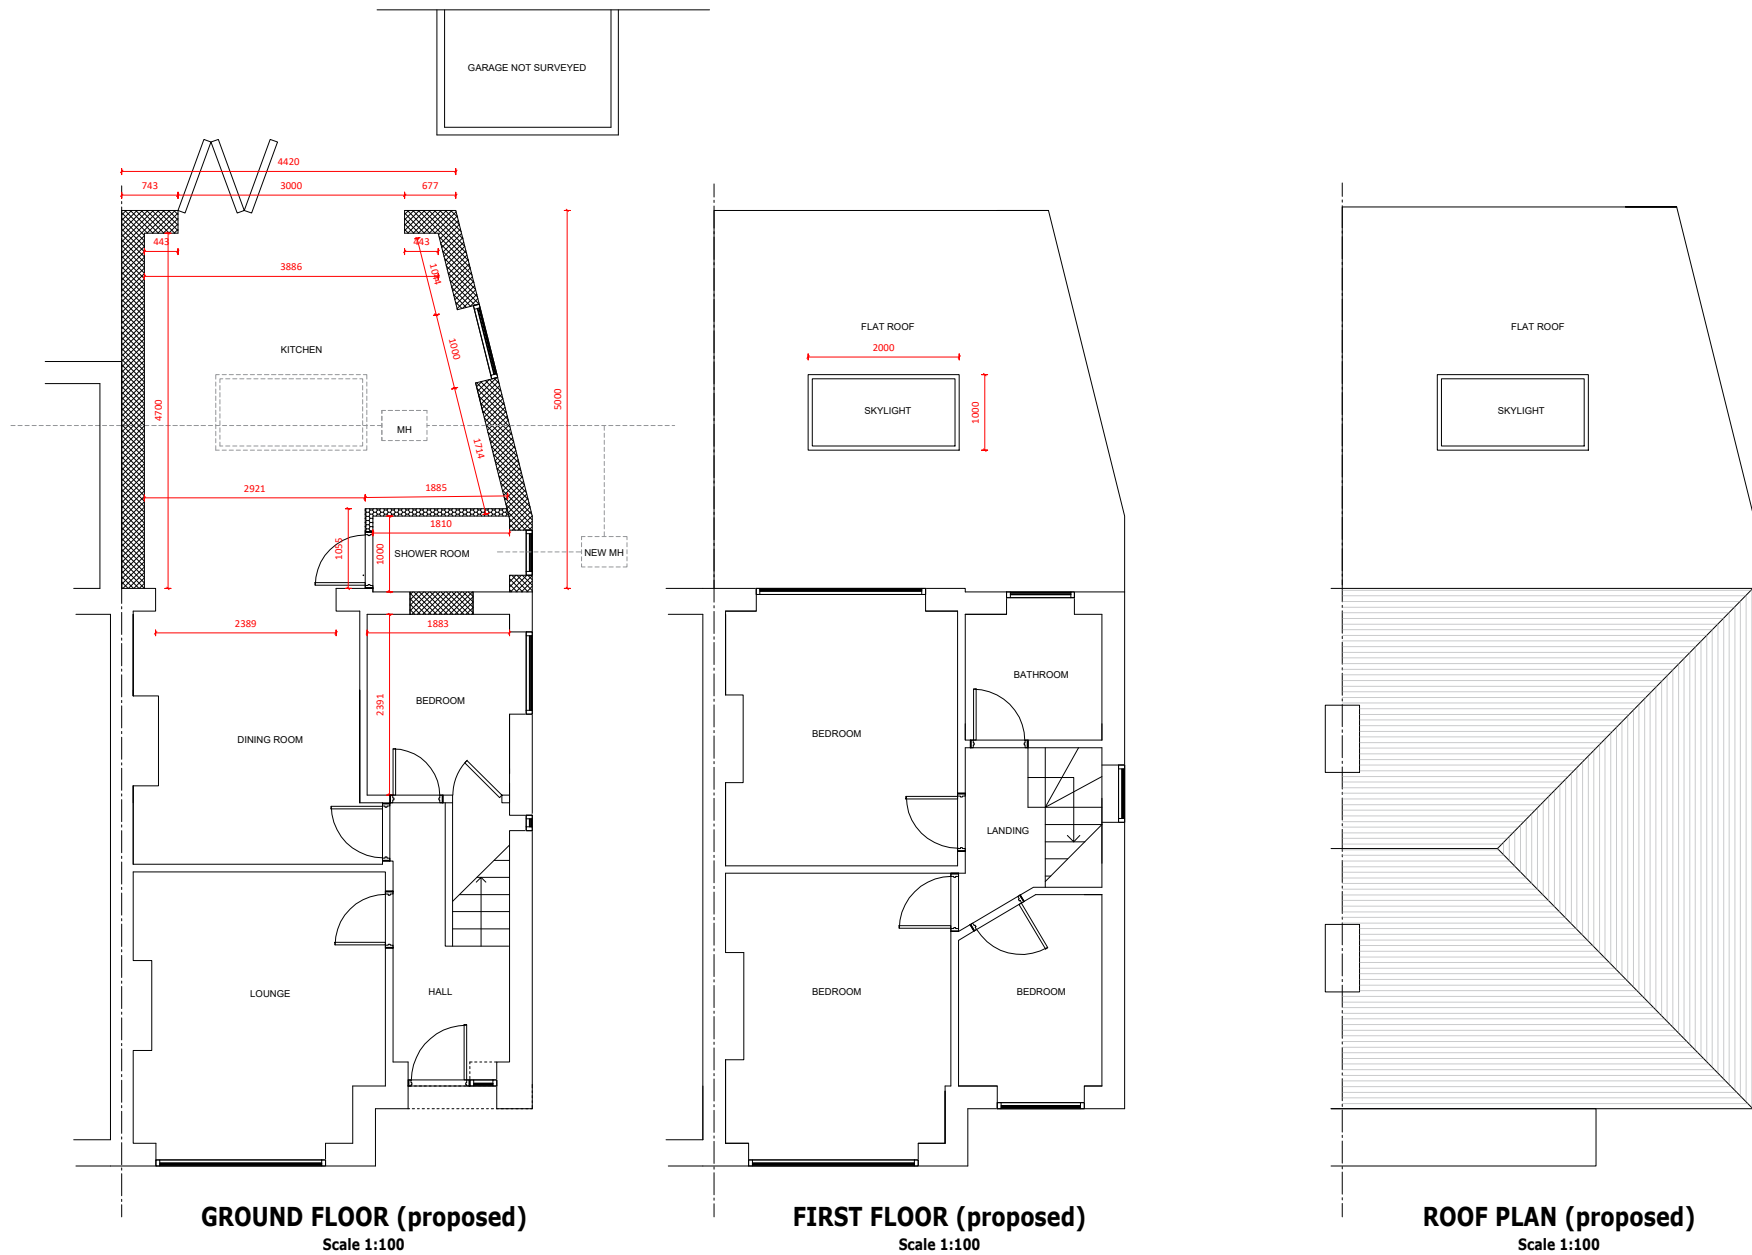 GARAGE NOT SURVEYED
4420
743
3000
677
443
443
3886
1044
KITCHEN
1000
4700
5000
MH
1714
2921
1885
1810
1056
1000
SHOWER ROOM
NEW MH
2389
1883
2391
BEDROOM
DINING ROOM
LOUNGE
HALL
GROUND FLOOR (proposed)
Scale 1:100
FLAT ROOF
2000
SKYLIGHT
1000
BATHROOM
BEDROOM
LANDING
BEDROOM
BEDROOM
FIRST FLOOR (proposed)
Scale 1:100
FLAT ROOF
SKYLIGHT
ROOF PLAN (proposed)
Scale 1:100